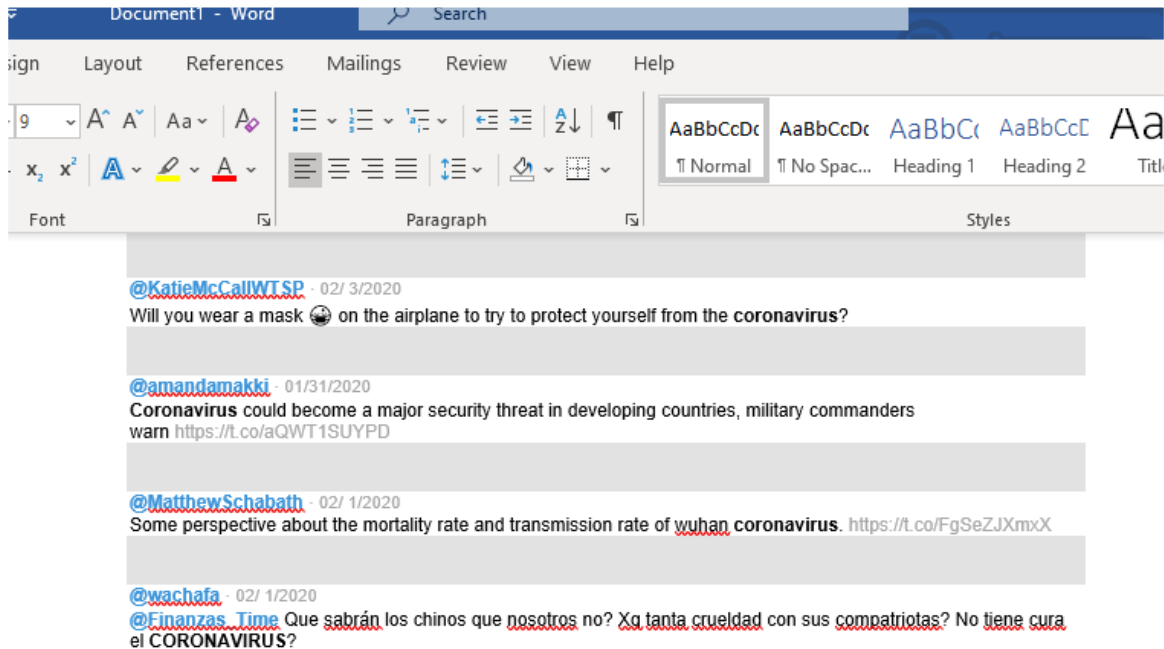 Document1 - Word Search
Layout References Mailings Review View Help
9 A A Aa A A Z ¶ AaBbCcDc AaBbCcDc AaBbC AaBbCcE Aa
x₂ x² A A ¶ Normal ¶ No Spac... Heading 1 Heading 2
Font Paragraph Styles
@KatieMcCallWTSP · 02/ 3/2020
Will you wear a mask 😷 on the airplane to try to protect yourself from the coronavirus?
@amandamakki · 01/31/2020
Coronavirus could become a major security threat in developing countries, military commanders
warn https://t.co/aQWT1SUYPD
@MatthewSchabath · 02/ 1/2020
Some perspective about the mortality rate and transmission rate of wuhan coronavirus. https://t.co/FgSeZJXmxX
@wachafa · 02/ 1/2020
@Finanzas_Time Que sabrán los chinos que nosotros no? Xq tanta crueldad con sus compatriotas? No tiene cura
el CORONAVIRUS?